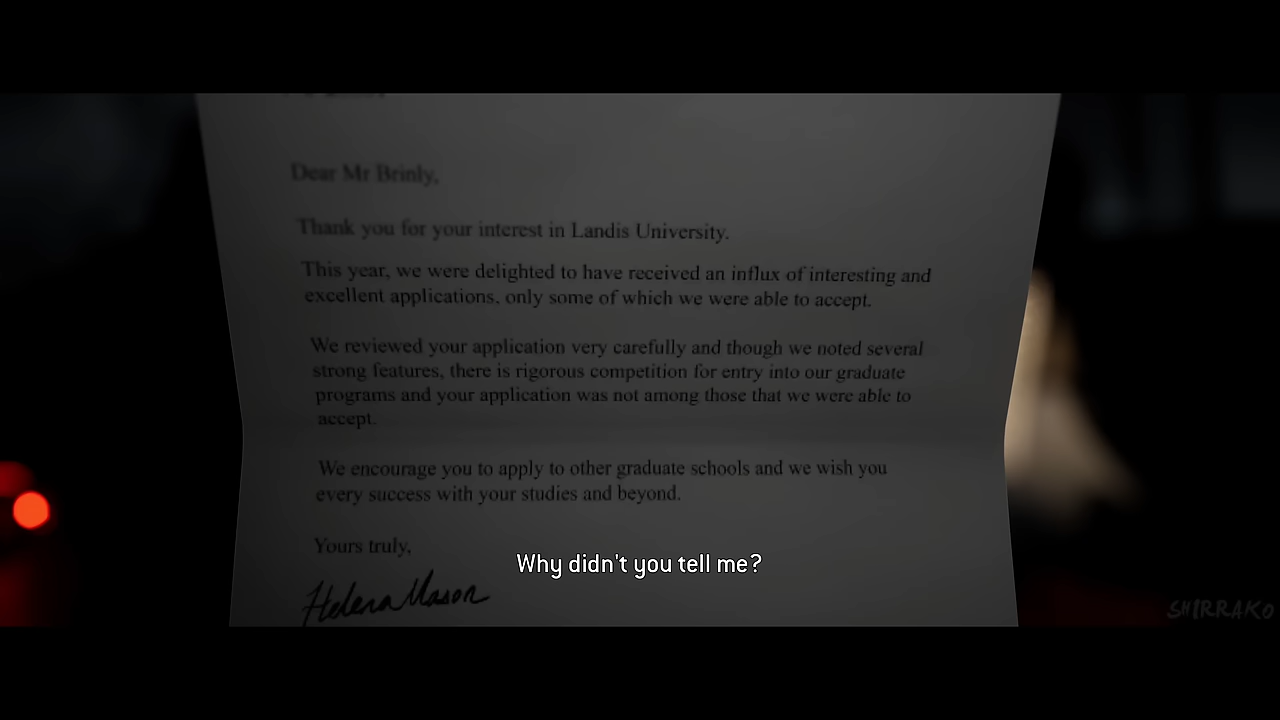 Dear Mr Brinly,
Thank you for your interest in Landis University.
This year, we were delighted to have received an influx of interesting and
excellent applications, only some of which we were able to accept.
We reviewed your application very carefully and though we noted several
strong features, there is rigorous competition for entry into our graduate
programs and your application was not among those that we were able to
accept.
We encourage you to apply to other graduate schools and we wish you
every success with your studies and beyond.
Yours truly,
Helena Mason
Why didn't you tell me?
SHIRRAKO